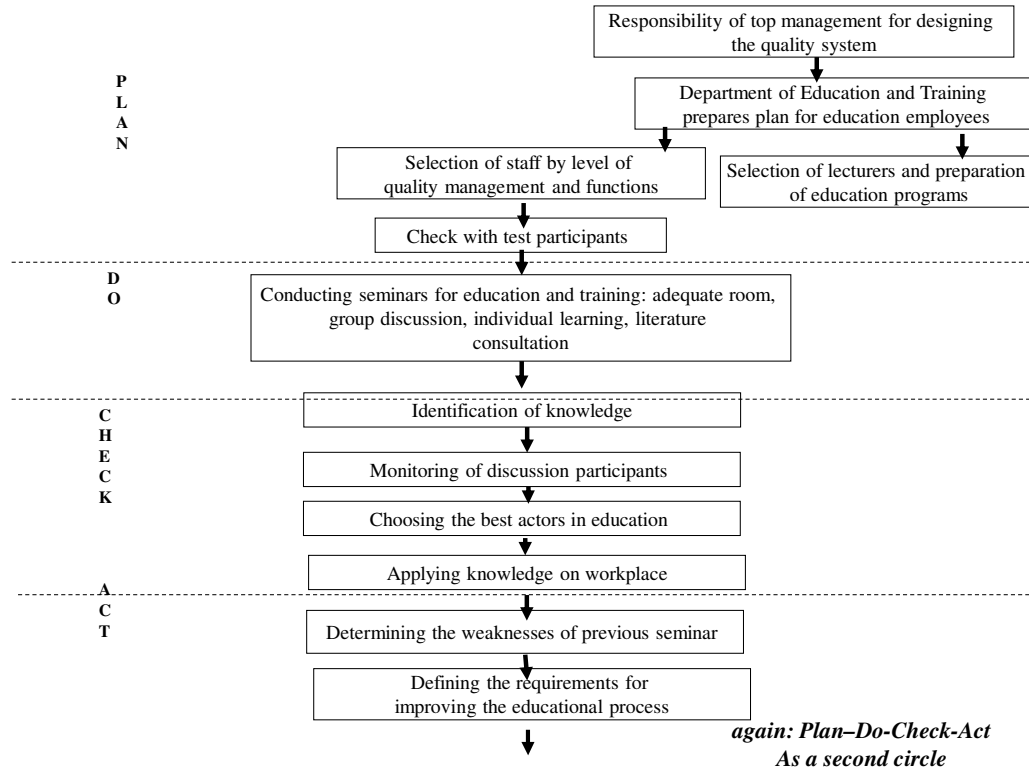 Responsibility of top management for designing
the quality system
P
L
A
N
Department of Education and Training
prepares plan for education employees
Selection of staff by level of
quality management and functions
Selection of lecturers and preparation
of education programs
Check with test participants
D
O
Conducting seminars for education and training: adequate room,
group discussion, individual learning, literature
consultation
C
H
E
C
K
Identification of knowledge
Monitoring of discussion participants
Choosing the best actors in education
Applying knowledge on workplace
A
C
T
Determining the weaknesses of previous seminar
Defining the requirements for
improving the educational process
again: Plan–Do-Check-Act
As a second circle